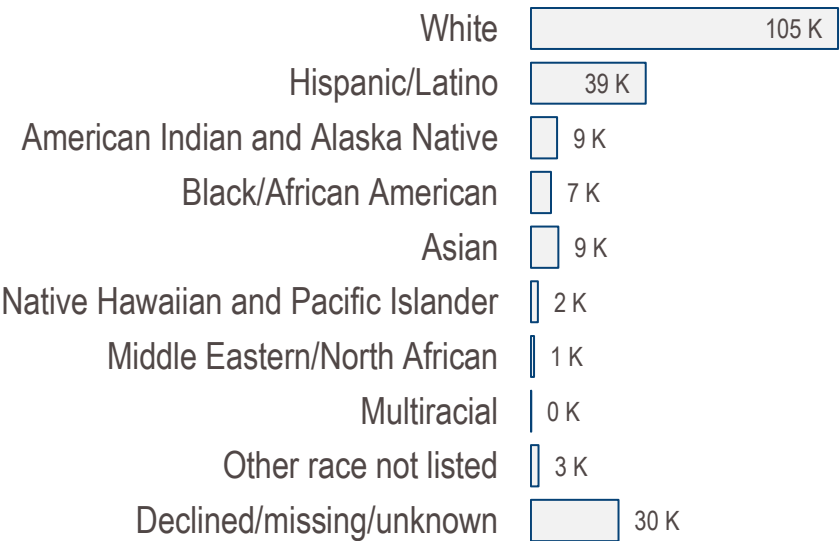 White 105 K
Hispanic/Latino 39 K
American Indian and Alaska Native 9 K
Black/African American 7 K
Asian 9 K
Native Hawaiian and Pacific Islander 2 K
Middle Eastern/North African 1 K
Multiracial 0 K
Other race not listed 3 K
Declined/missing/unknown 30 K